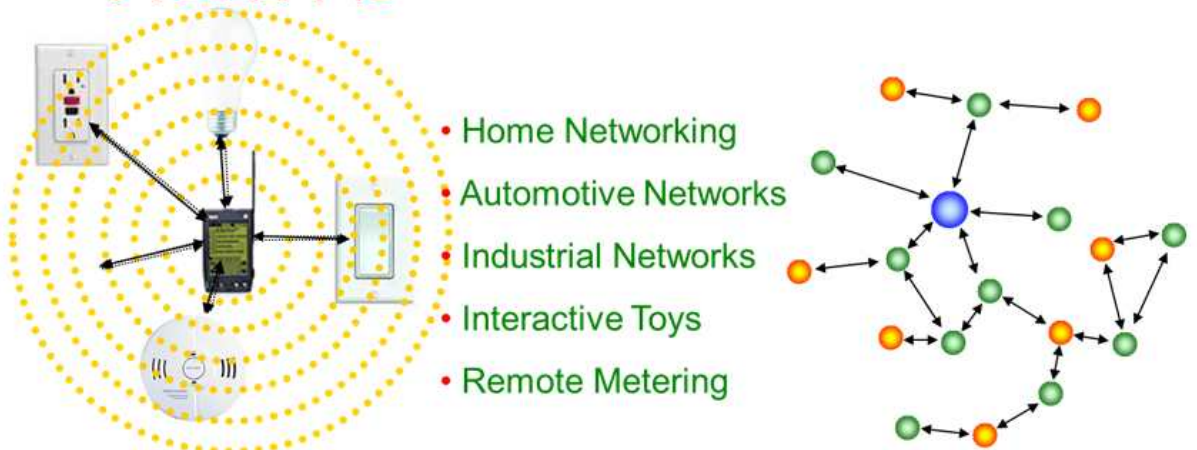 • Home Networking
• Automotive Networks
• Industrial Networks
• Interactive Toys
• Remote Metering